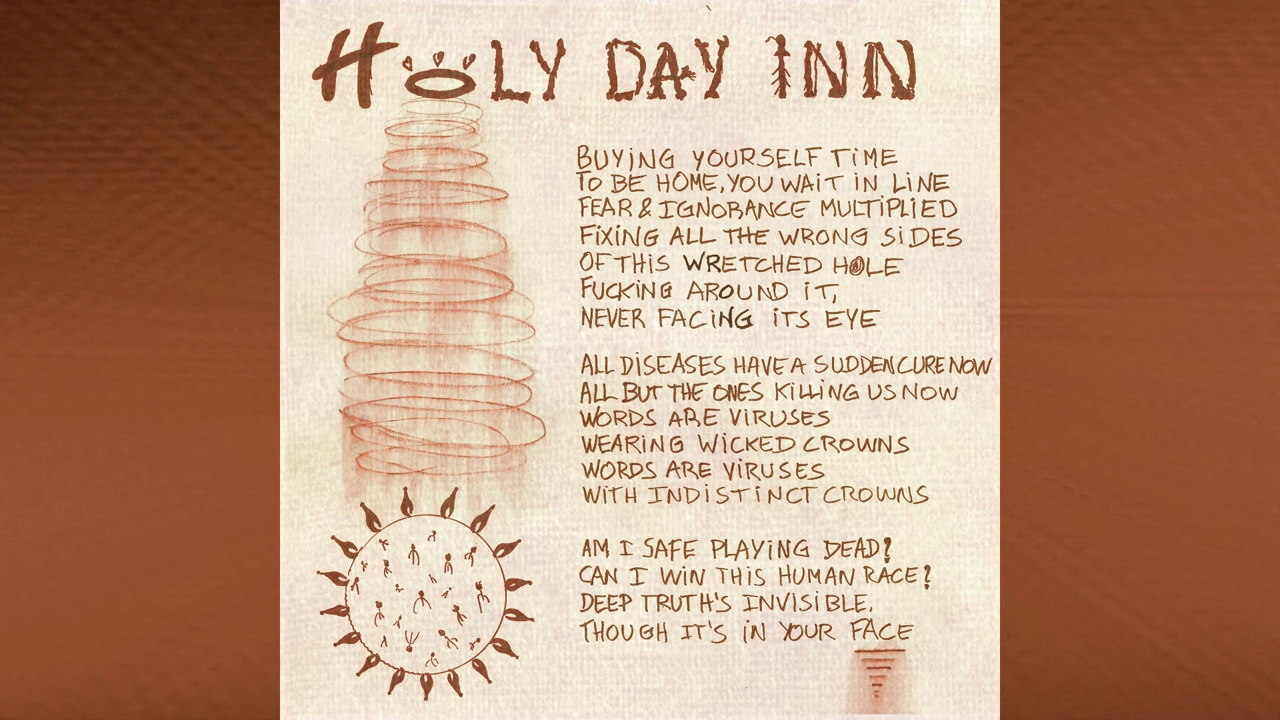 HOLY DAY INN
BUYING YOURSELF TIME
TO BE HOME, YOU WAIT IN LINE
FEAR & IGNORANCE MULTIPLIED
FIXING ALL THE WRONG SIDES
OF THIS WRETCHED HOLE
FUCKING AROUND IT,
NEVER FACING ITS EYE
ALL DISEASES HAVE A SUDDEN CURE NOW
ALL BUT THE ONES KILLING US NOW
WORDS ARE VIRUSES
WEARING WICKED CROWNS
WORDS ARE VIRUSES
WITH INDISTINCT CROWNS
AM I SAFE PLAYING DEAD?
CAN I WIN THIS HUMAN RACE?
DEEP TRUTH'S INVISIBLE,
THOUGH IT'S IN YOUR FACE